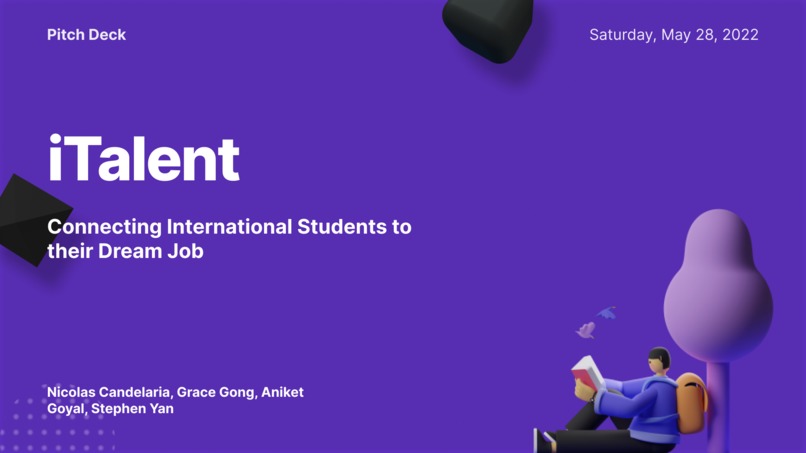 Pitch Deck
Saturday, May 28, 2022
iTalent
Connecting International Students to
their Dream Job
Nicolas Candelaria, Grace Gong, Aniket
Goyal, Stephen Yan